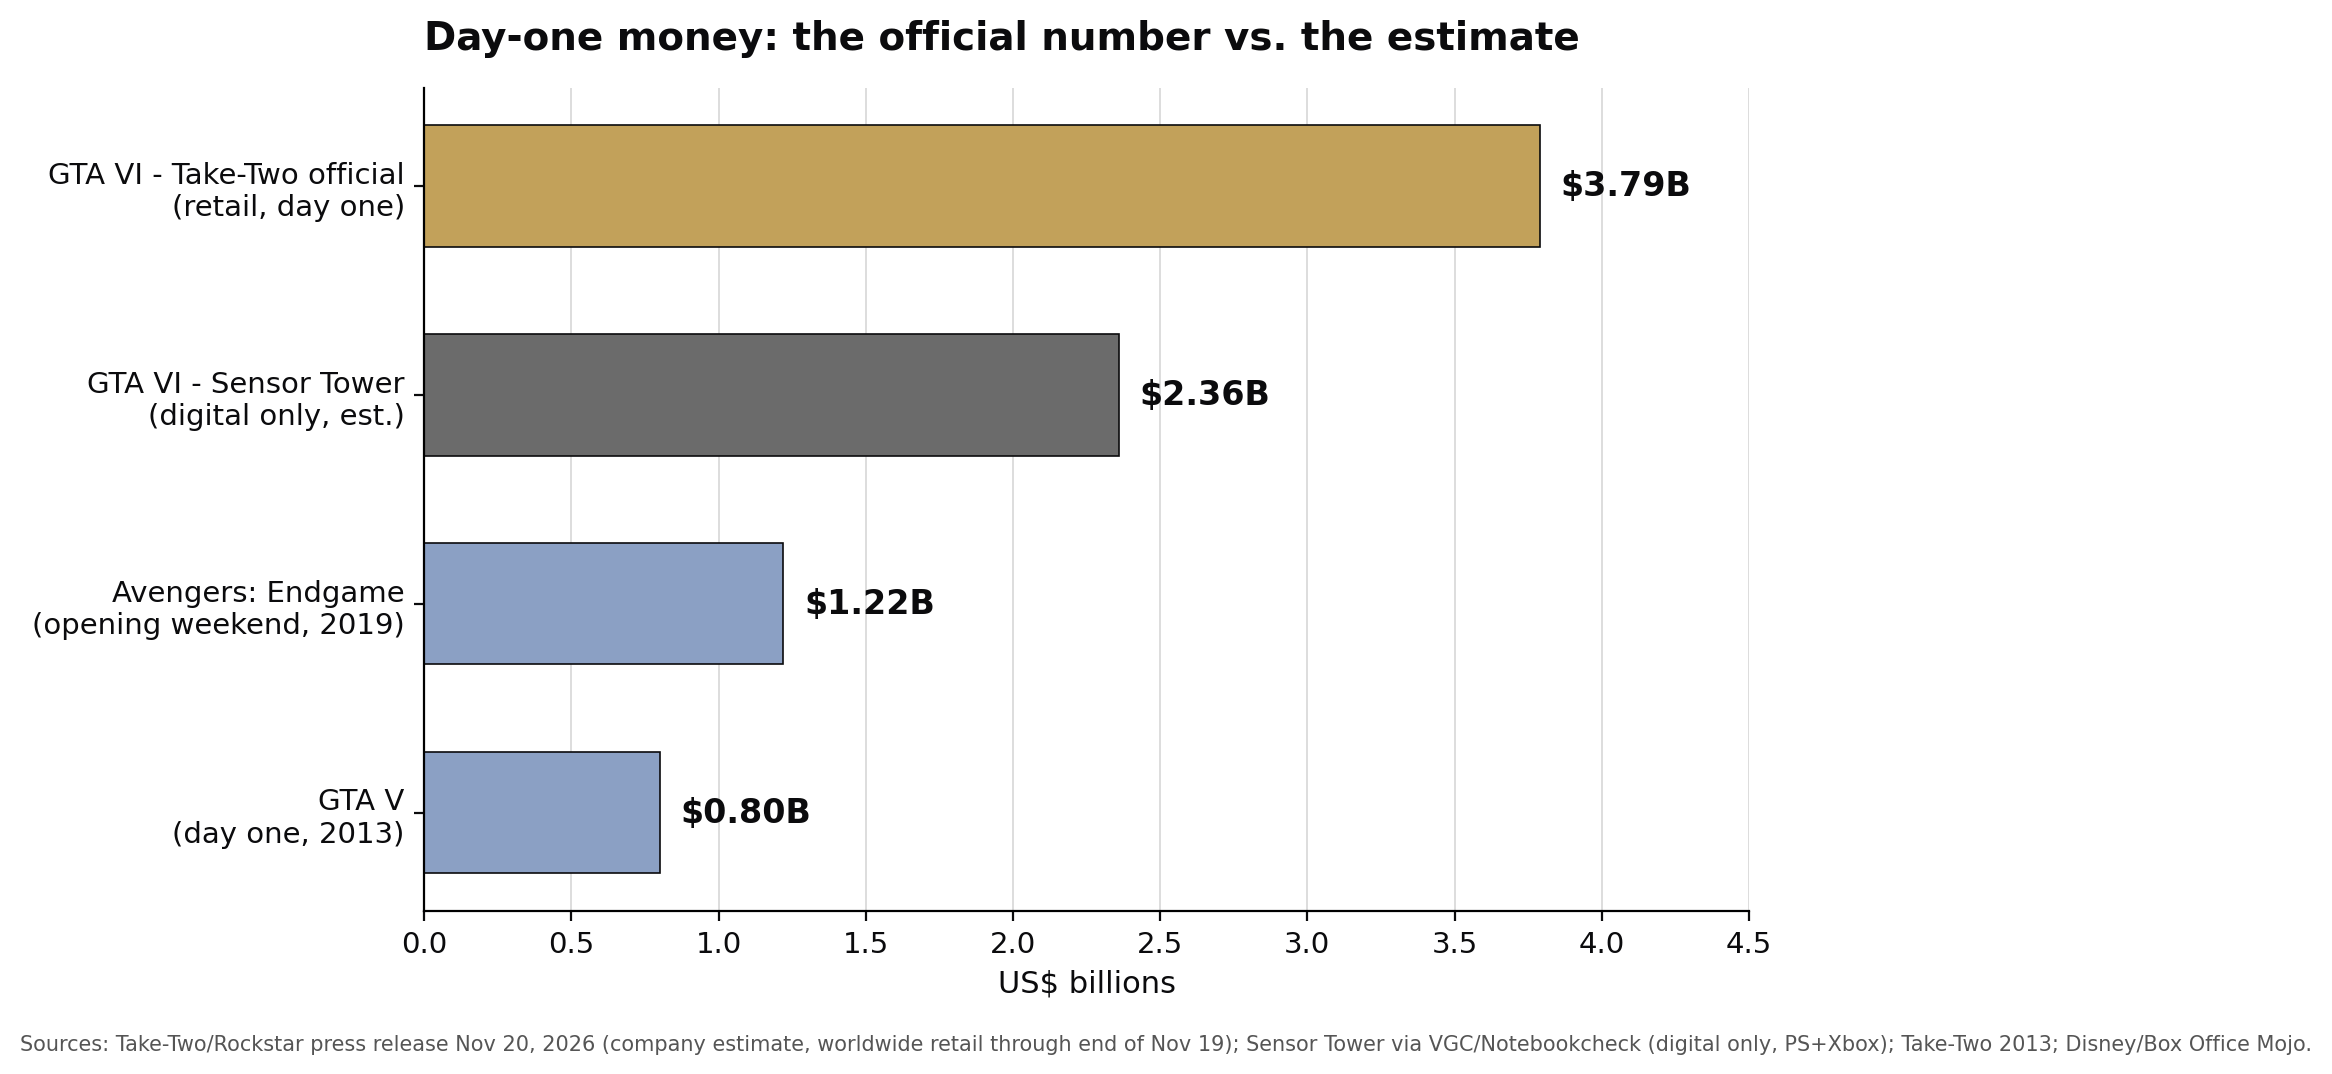 Day-one money: the official number vs. the estimate
GTA VI - Take-Two official
(retail, day one)
$3.79B
GTA VI - Sensor Tower
(digital only, est.)
$2.36B
Avengers: Endgame
(opening weekend, 2019)
$1.22B
GTA V
(day one, 2013)
$0.80B
0.0 0.5 1.0 1.5 2.0 2.5 3.0 3.5 4.0 4.5
US$ billions
Sources: Take-Two/Rockstar press release Nov 20, 2026 (company estimate, worldwide retail through end of Nov 19); Sensor Tower via VGC/Notebookcheck (digital only, PS+Xbox); Take-Two 2013; Disney/Box Office Mojo.